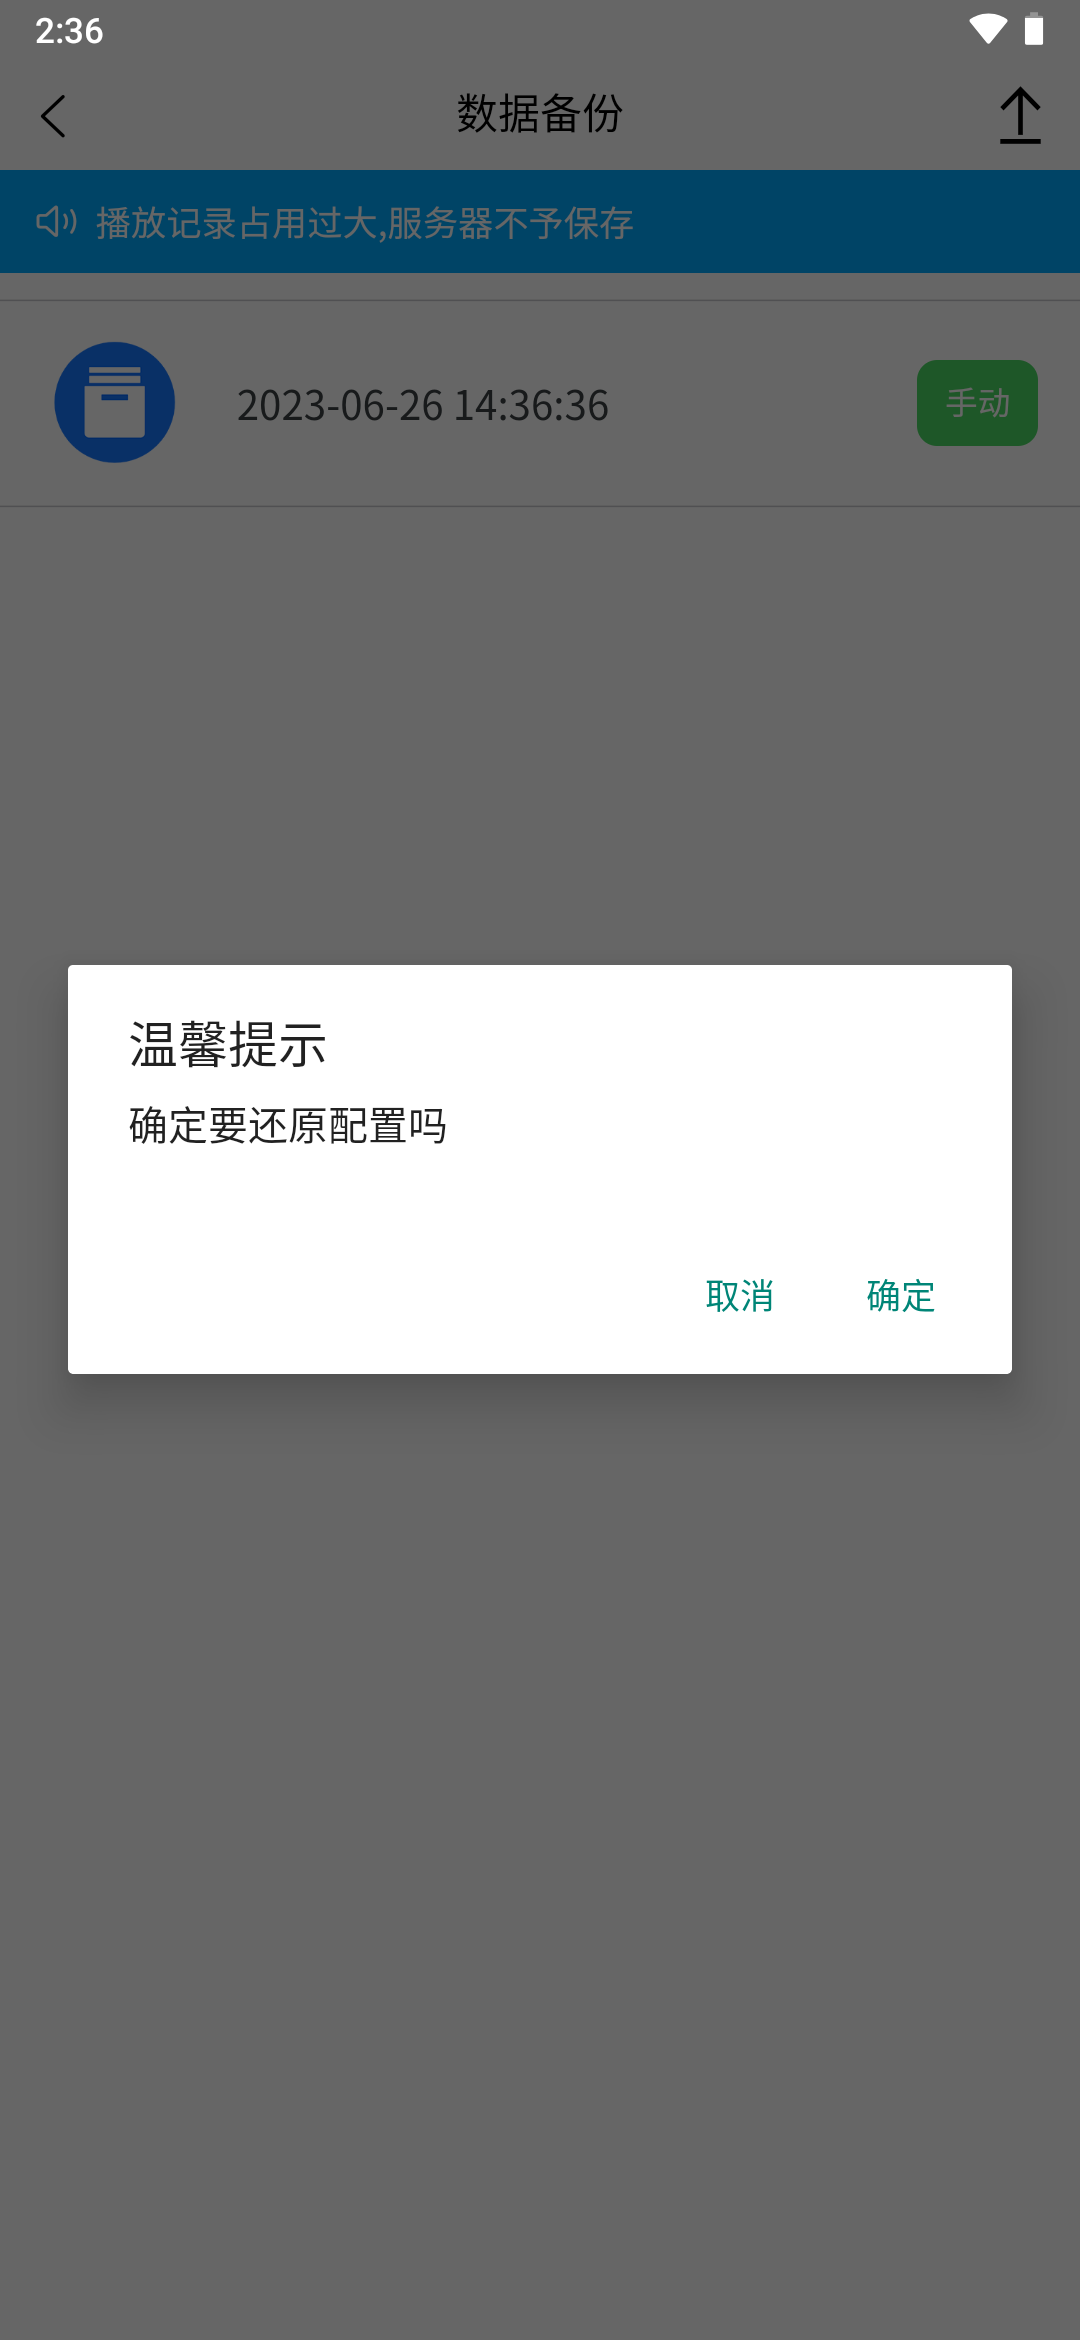 2:36
数据备份
播放记录占用过大,服务器不予保存
2023-06-26 14:36:36
手动
温馨提示
确定要还原配置吗
取消
确定